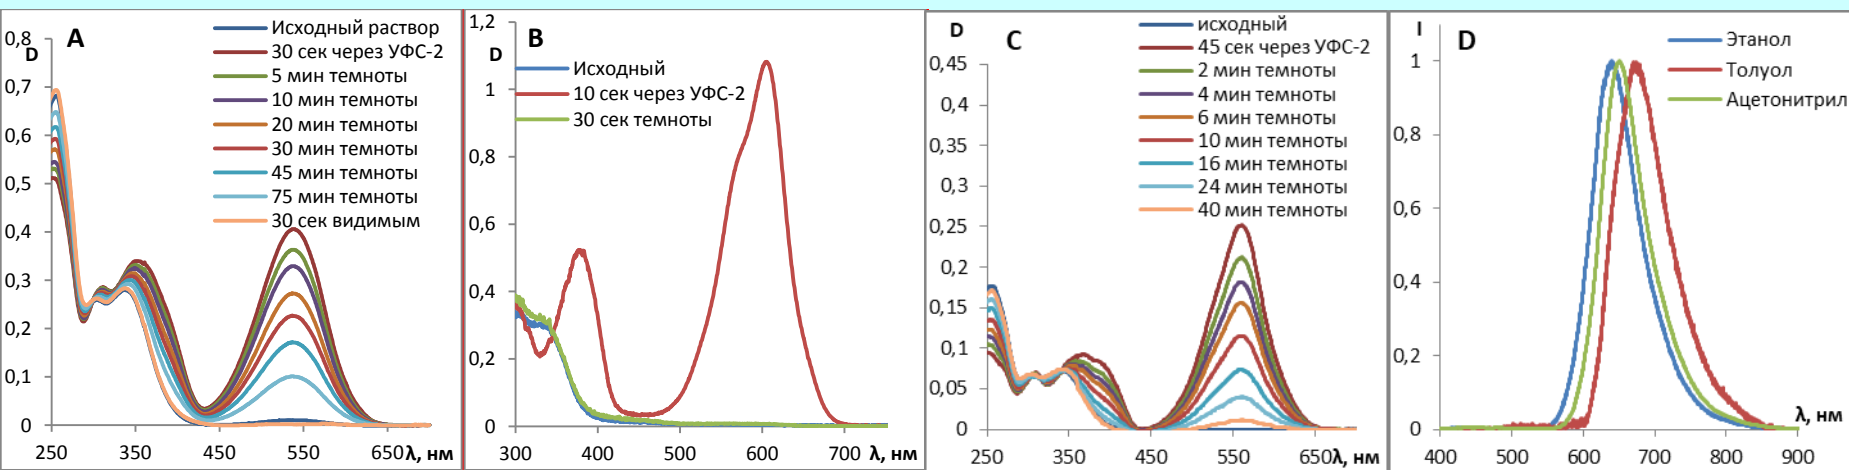 A
D
0,8
0,7
0,6
0,5
0,4
0,3
0,2
0,1
0
250
350
450
550
650
λ, нм
Исходный раствор
30 сек через УФС-2
5 мин темноты
10 мин темноты
20 мин темноты
30 мин темноты
45 мин темноты
75 мин темноты
30 сек видимым
B
D
1,2
1
0,8
0,6
0,4
0,2
0
300
400
500
600
700
λ, нм
Исходный
10 сек через УФС-2
30 сек темноты
C
D
0,45
0,4
0,35
0,3
0,25
0,2
0,15
0,1
0,05
0
250
350
450
550
650
λ, нм
исходный
45 сек через УФС-2
2 мин темноты
4 мин темноты
6 мин темноты
10 мин темноты
16 мин темноты
24 мин темноты
40 мин темноты
I
D
1
0,8
0,6
0,4
0,2
0
400
500
600
700
800
900
λ, нм
Этанол
Толуол
Ацетонитрил